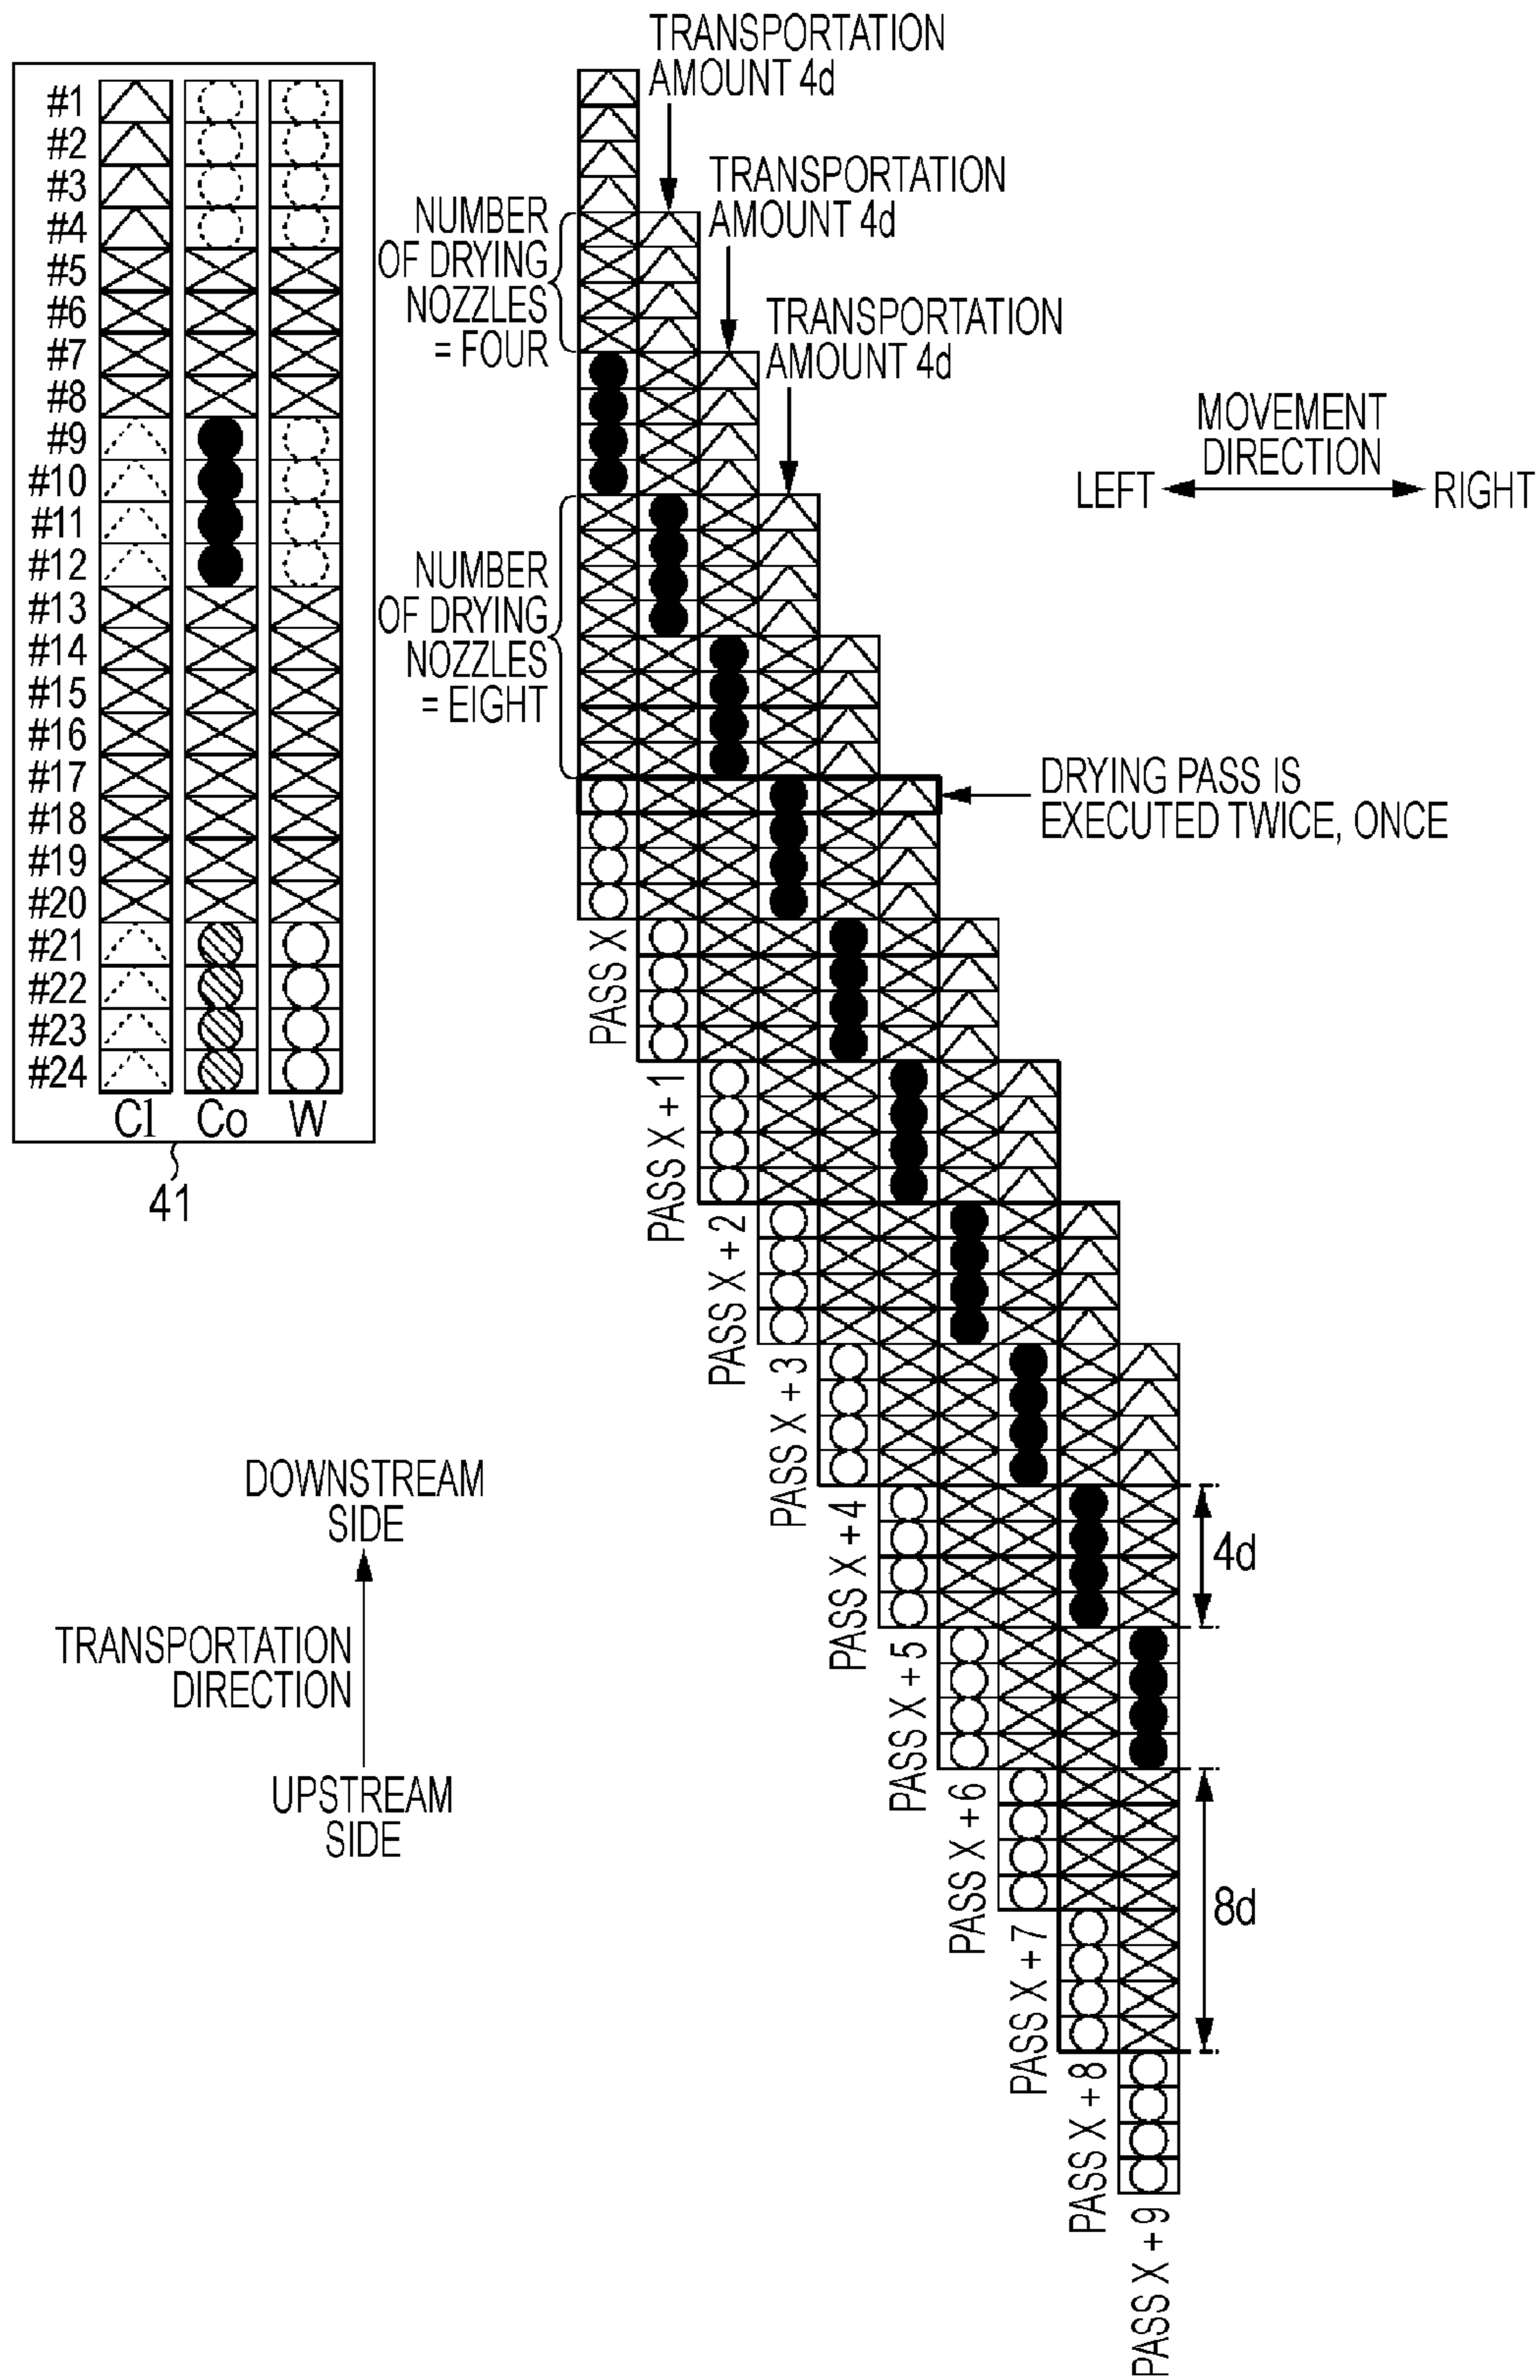 #1
#2
#3
#4
#5
#6
#7
#8
#9
#10
#11
#12
#13
#14
#15
#16
#17
#18
#19
#20
#21
#22
#23
#24
Cl Co W
41
TRANSPORTATION
AMOUNT 4d
TRANSPORTATION
AMOUNT 4d
TRANSPORTATION
AMOUNT 4d
NUMBER
OF DRYING
NOZZLES
= FOUR
NUMBER
OF DRYING
NOZZLES
= EIGHT
MOVEMENT
DIRECTION
LEFT
RIGHT
DRYING PASS IS
EXECUTED TWICE, ONCE
PASS X
PASS X + 1
PASS X + 2
PASS X + 3
PASS X + 4
PASS X + 5
PASS X + 6
PASS X + 7
PASS X + 8
PASS X + 9
4d
8d
DOWNSTREAM
SIDE
TRANSPORTATION
DIRECTION
UPSTREAM
SIDE